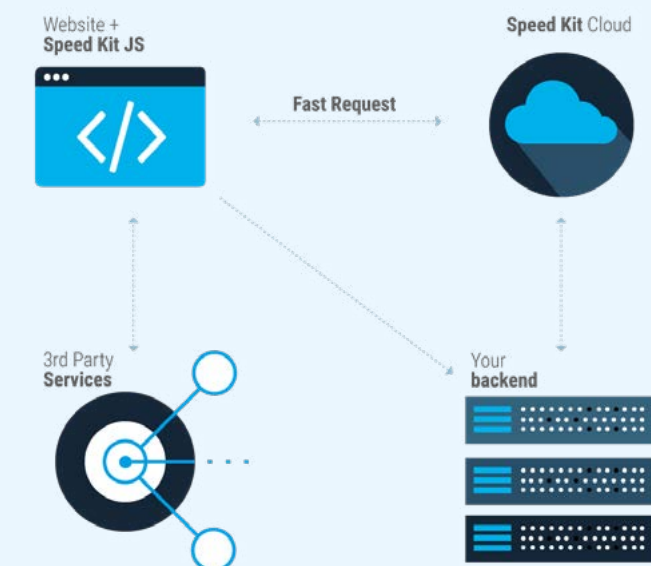 Website +
Speed Kit JS
Speed Kit Cloud
Fast Request
3rd Party
Services
Your
backend